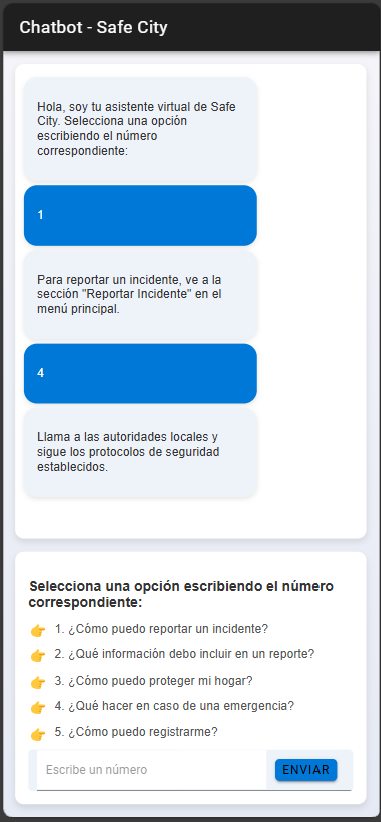 Chatbot - Safe City
Hola, soy tu asistente virtual de Safe
City. Selecciona una opción
escribiendo el número
correspondiente:
1
Para reportar un incidente, ve a la
sección "Reportar Incidente" en el
menú principal.
4
Llama a las autoridades locales y
sigue los protocolos de seguridad
establecidos.
Selecciona una opción escribiendo el número
correspondiente:
1. ¿Cómo puedo reportar un incidente?
2. ¿Qué información debo incluir en un reporte?
3. ¿Cómo puedo proteger mi hogar?
4. ¿Qué hacer en caso de una emergencia?
5. ¿Cómo puedo registrarme?
Escribe un número ENVIAR